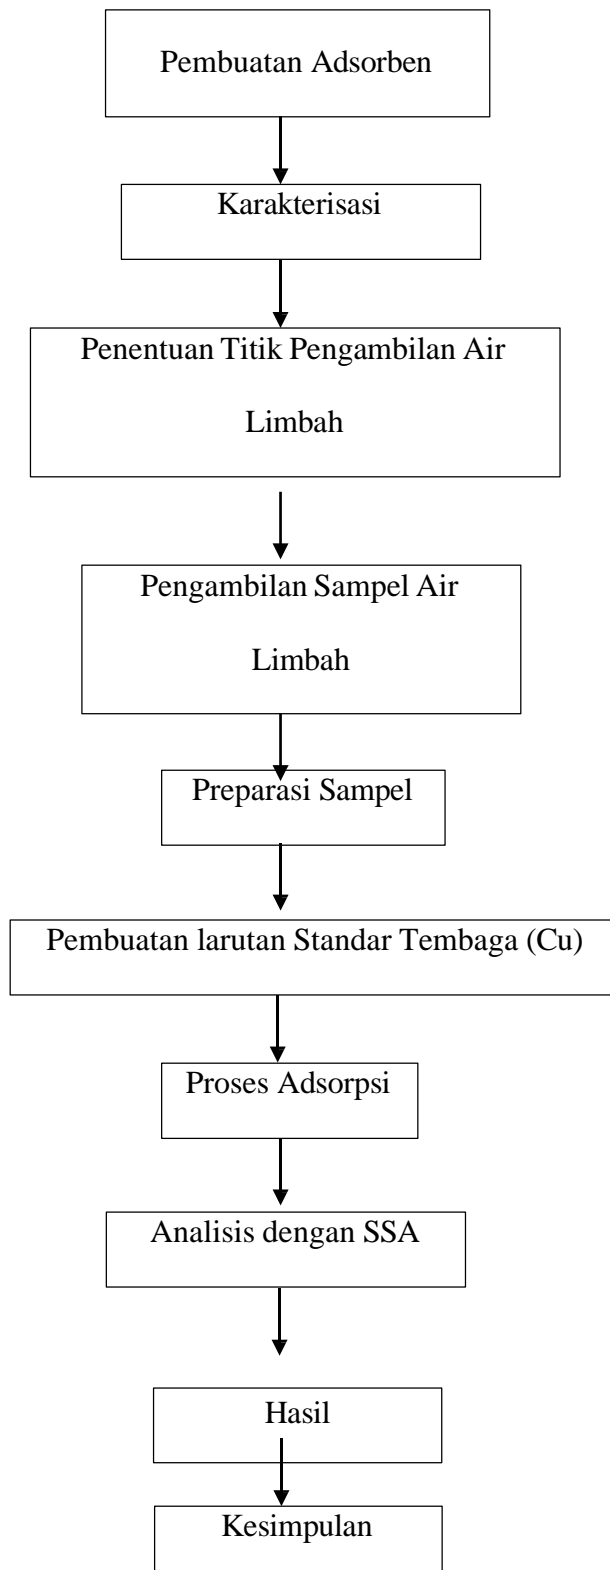 Pembuatan Adsorben
Karakterisasi
Penentuan Titik Pengambilan Air
Limbah
Pengambilan Sampel Air
Limbah
Preparasi Sampel
Pembuatan larutan Standar Tembaga (Cu)
Proses Adsorpsi
Analisis dengan SSA
Hasil
Kesimpulan